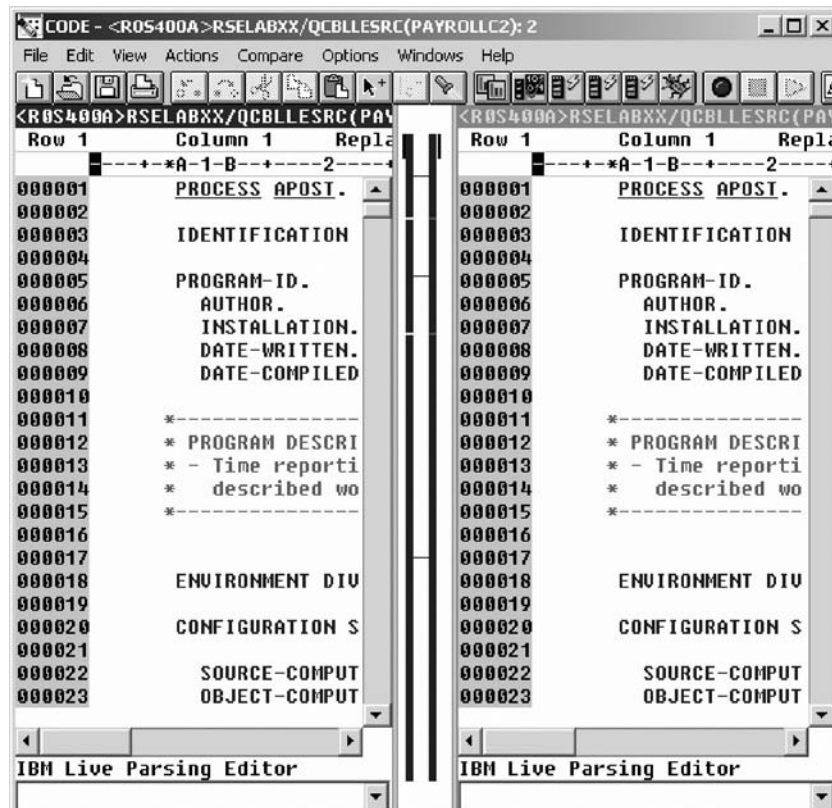 CODE - <R0S400A>RSELABXX/QCBLLESRC(PAYROLLC2): 2
File Edit View Actions Compare Options Windows Help
<R0S400A>RSELABXX/QCBLLESRC(PAY
Row 1 Column 1 Repla
----+-*A-1-B--+----2----+
000001 PROCESS APOST.
000002
000003 IDENTIFICATION
000004
000005 PROGRAM-ID.
000006 AUTHOR.
000007 INSTALLATION.
000008 DATE-WRITTEN.
000009 DATE-COMPILED
000010
000011 *----------------
000012 * PROGRAM DESCRI
000013 * - Time reporti
000014 * described wo
000015 *----------------
000016
000017
000018 ENVIRONMENT DIV
000019
000020 CONFIGURATION S
000021
000022 SOURCE-COMPUT
000023 OBJECT-COMPUT
IBM Live Parsing Editor
<R0S400A>RSELABXX/QCBLLESRC(PAY
Row 1 Column 1 Repla
----+-*A-1-B--+----2----+
000001 PROCESS APOST.
000002
000003 IDENTIFICATION
000004
000005 PROGRAM-ID.
000006 AUTHOR.
000007 INSTALLATION.
000008 DATE-WRITTEN.
000009 DATE-COMPILED
000010
000011 *----------------
000012 * PROGRAM DESCRI
000013 * - Time reporti
000014 * described wo
000015 *----------------
000016
000017
000018 ENVIRONMENT DIV
000019
000020 CONFIGURATION S
000021
000022 SOURCE-COMPUT
000023 OBJECT-COMPUT
IBM Live Parsing Editor